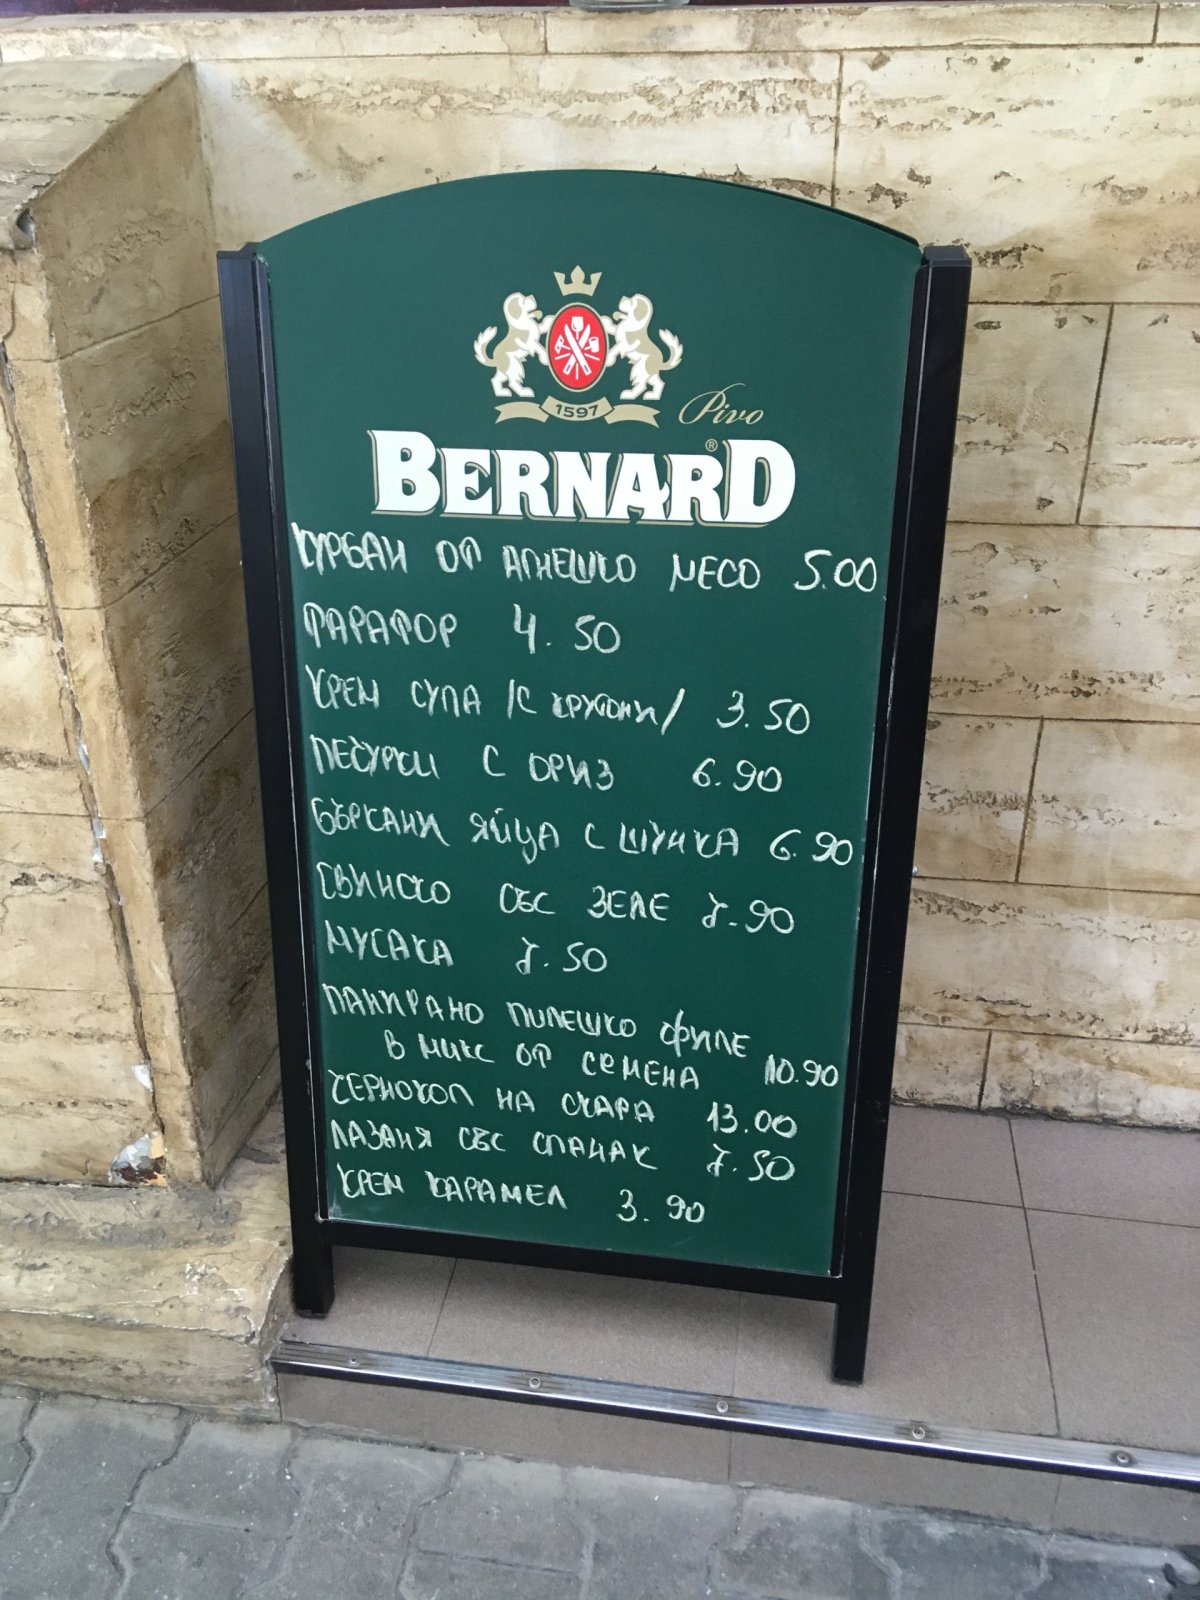 1597
Pivo
BERNARD®
КУРБАН ОТ АГНЕШКО МЕСО 5.00
ТАРАТОР 4.50
КРЕМ СУПА /С КРУТОНИ/ 3.50
ПЕЧУРКИ С ОРИЗ 6.90
БЪРКАНИ ЯЙЦА С ШУНКА 6.90
СВИНСКО СЪС ЗЕЛЕ 7.90
МУСАКА 7.50
ПАНИРАНО ПИЛЕШКО ФИЛЕ
В МИКС ОТ СЕМЕНА 10.90
ЧЕРНОКОП НА СКАРА 13.00
ЛАЗАНЯ СЪС СПАНАК 7.50
КРЕМ КАРАМЕЛ 3.90